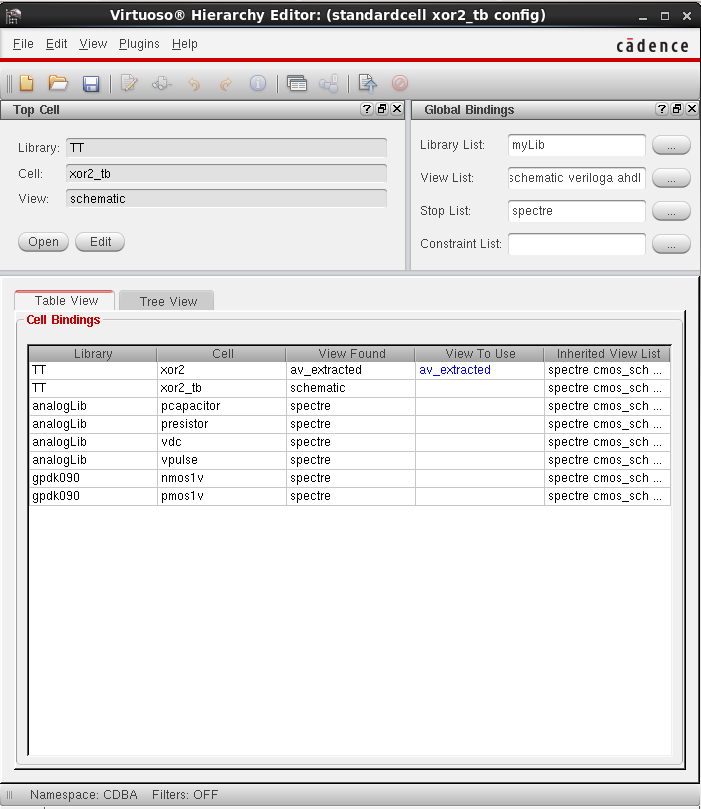 Virtuoso® Hierarchy Editor: (standardcell xor2_tb config)
File Edit View Plugins Help
cādence
Top Cell
Library: TT
Cell: xor2_tb
View: schematic
Open Edit
Global Bindings
Library List: myLib ...
View List: schematic veriloga ahdl ...
Stop List: spectre ...
Constraint List: ...
Table View Tree View
Cell Bindings
Library Cell View Found View To Use Inherited View List
TT xor2 av_extracted av_extracted spectre cmos_sch ...
TT xor2_tb schematic spectre cmos_sch ...
analogLib pcapacitor spectre spectre cmos_sch ...
analogLib presistor spectre spectre cmos_sch ...
analogLib vdc spectre spectre cmos_sch ...
analogLib vpulse spectre spectre cmos_sch ...
gpdk090 nmos1v spectre spectre cmos_sch ...
gpdk090 pmos1v spectre spectre cmos_sch ...
Namespace: CDBA Filters: OFF